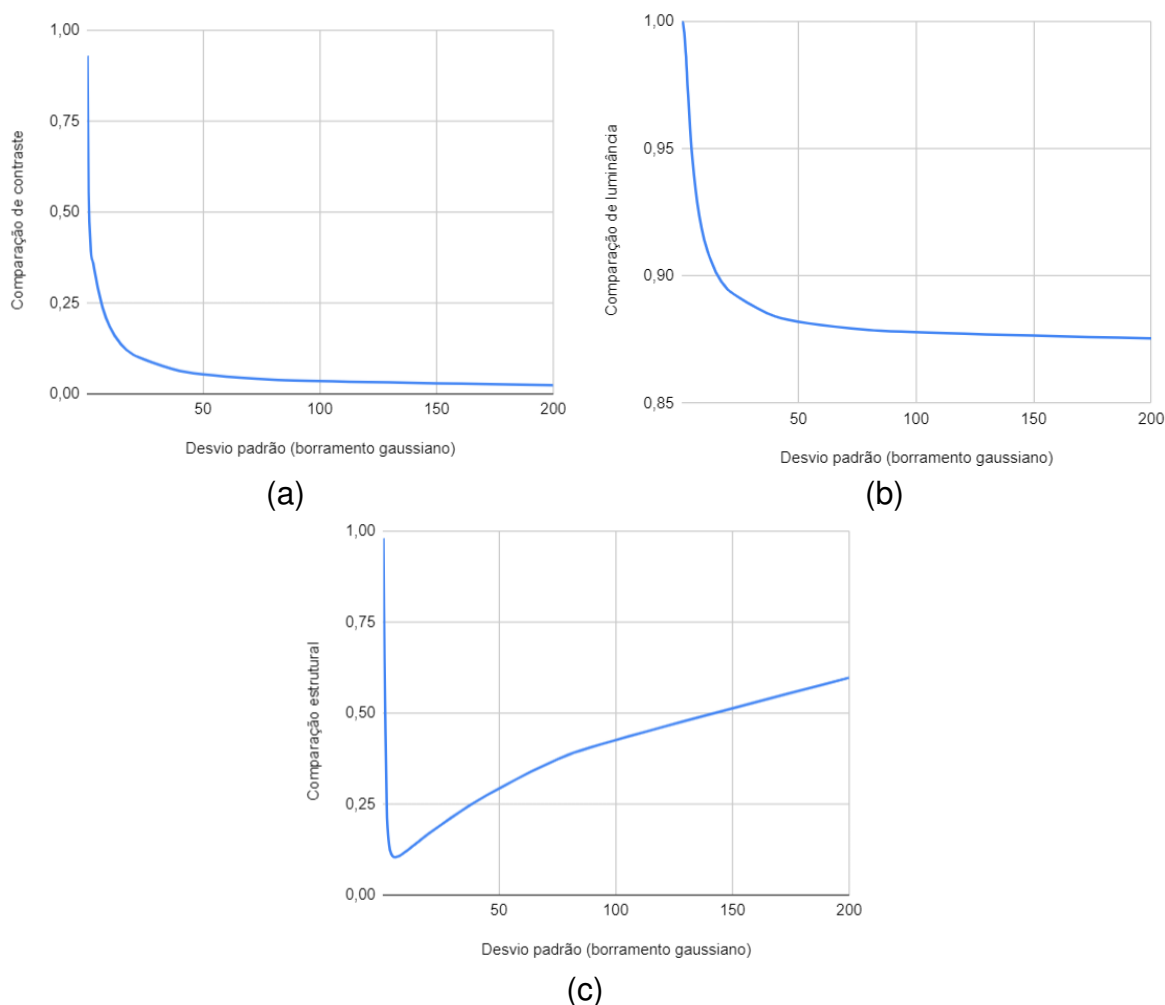 1,00
0,75
0,50
0,25
0,00
Comparação de contraste
50
100
150
200
Desvio padrão (borramento gaussiano)
(a)
1,00
0,95
0,90
0,85
Comparação de luminância
50
100
150
200
Desvio padrão (borramento gaussiano)
(b)
1,00
0,75
0,50
0,25
0,00
Comparação estrutural
50
100
150
200
Desvio padrão (borramento gaussiano)
(c)